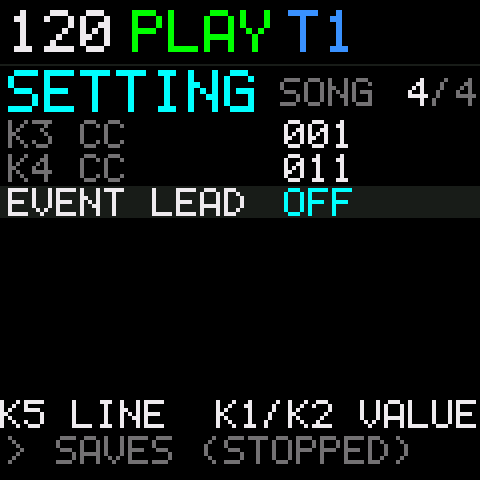 120 PLAY T1
SETTING SONG 4/4
K3 CC 001
K4 CC 011
EVENT LEAD OFF
K5 LINE K1/K2 VALUE
> SAVES (STOPPED)